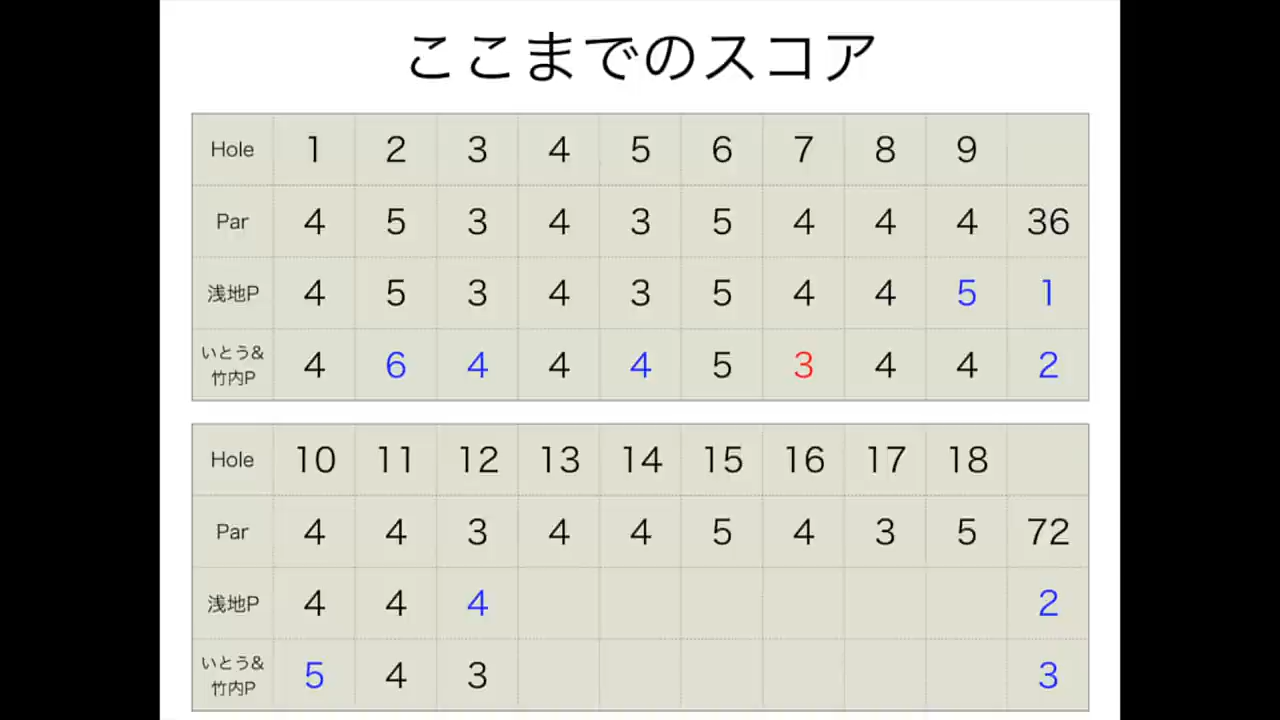 ここまでのスコア
Hole 1 2 3 4 5 6 7 8 9
Par 4 5 3 4 3 5 4 4 4 36
浅地P 4 5 3 4 3 5 4 4 5 1
いとう&
竹内P 4 6 4 4 4 5 3 4 4 2
Hole 10 11 12 13 14 15 16 17 18
Par 4 4 3 4 4 5 4 3 5 72
浅地P 4 4 4 2
いとう&
竹内P 5 4 3 3